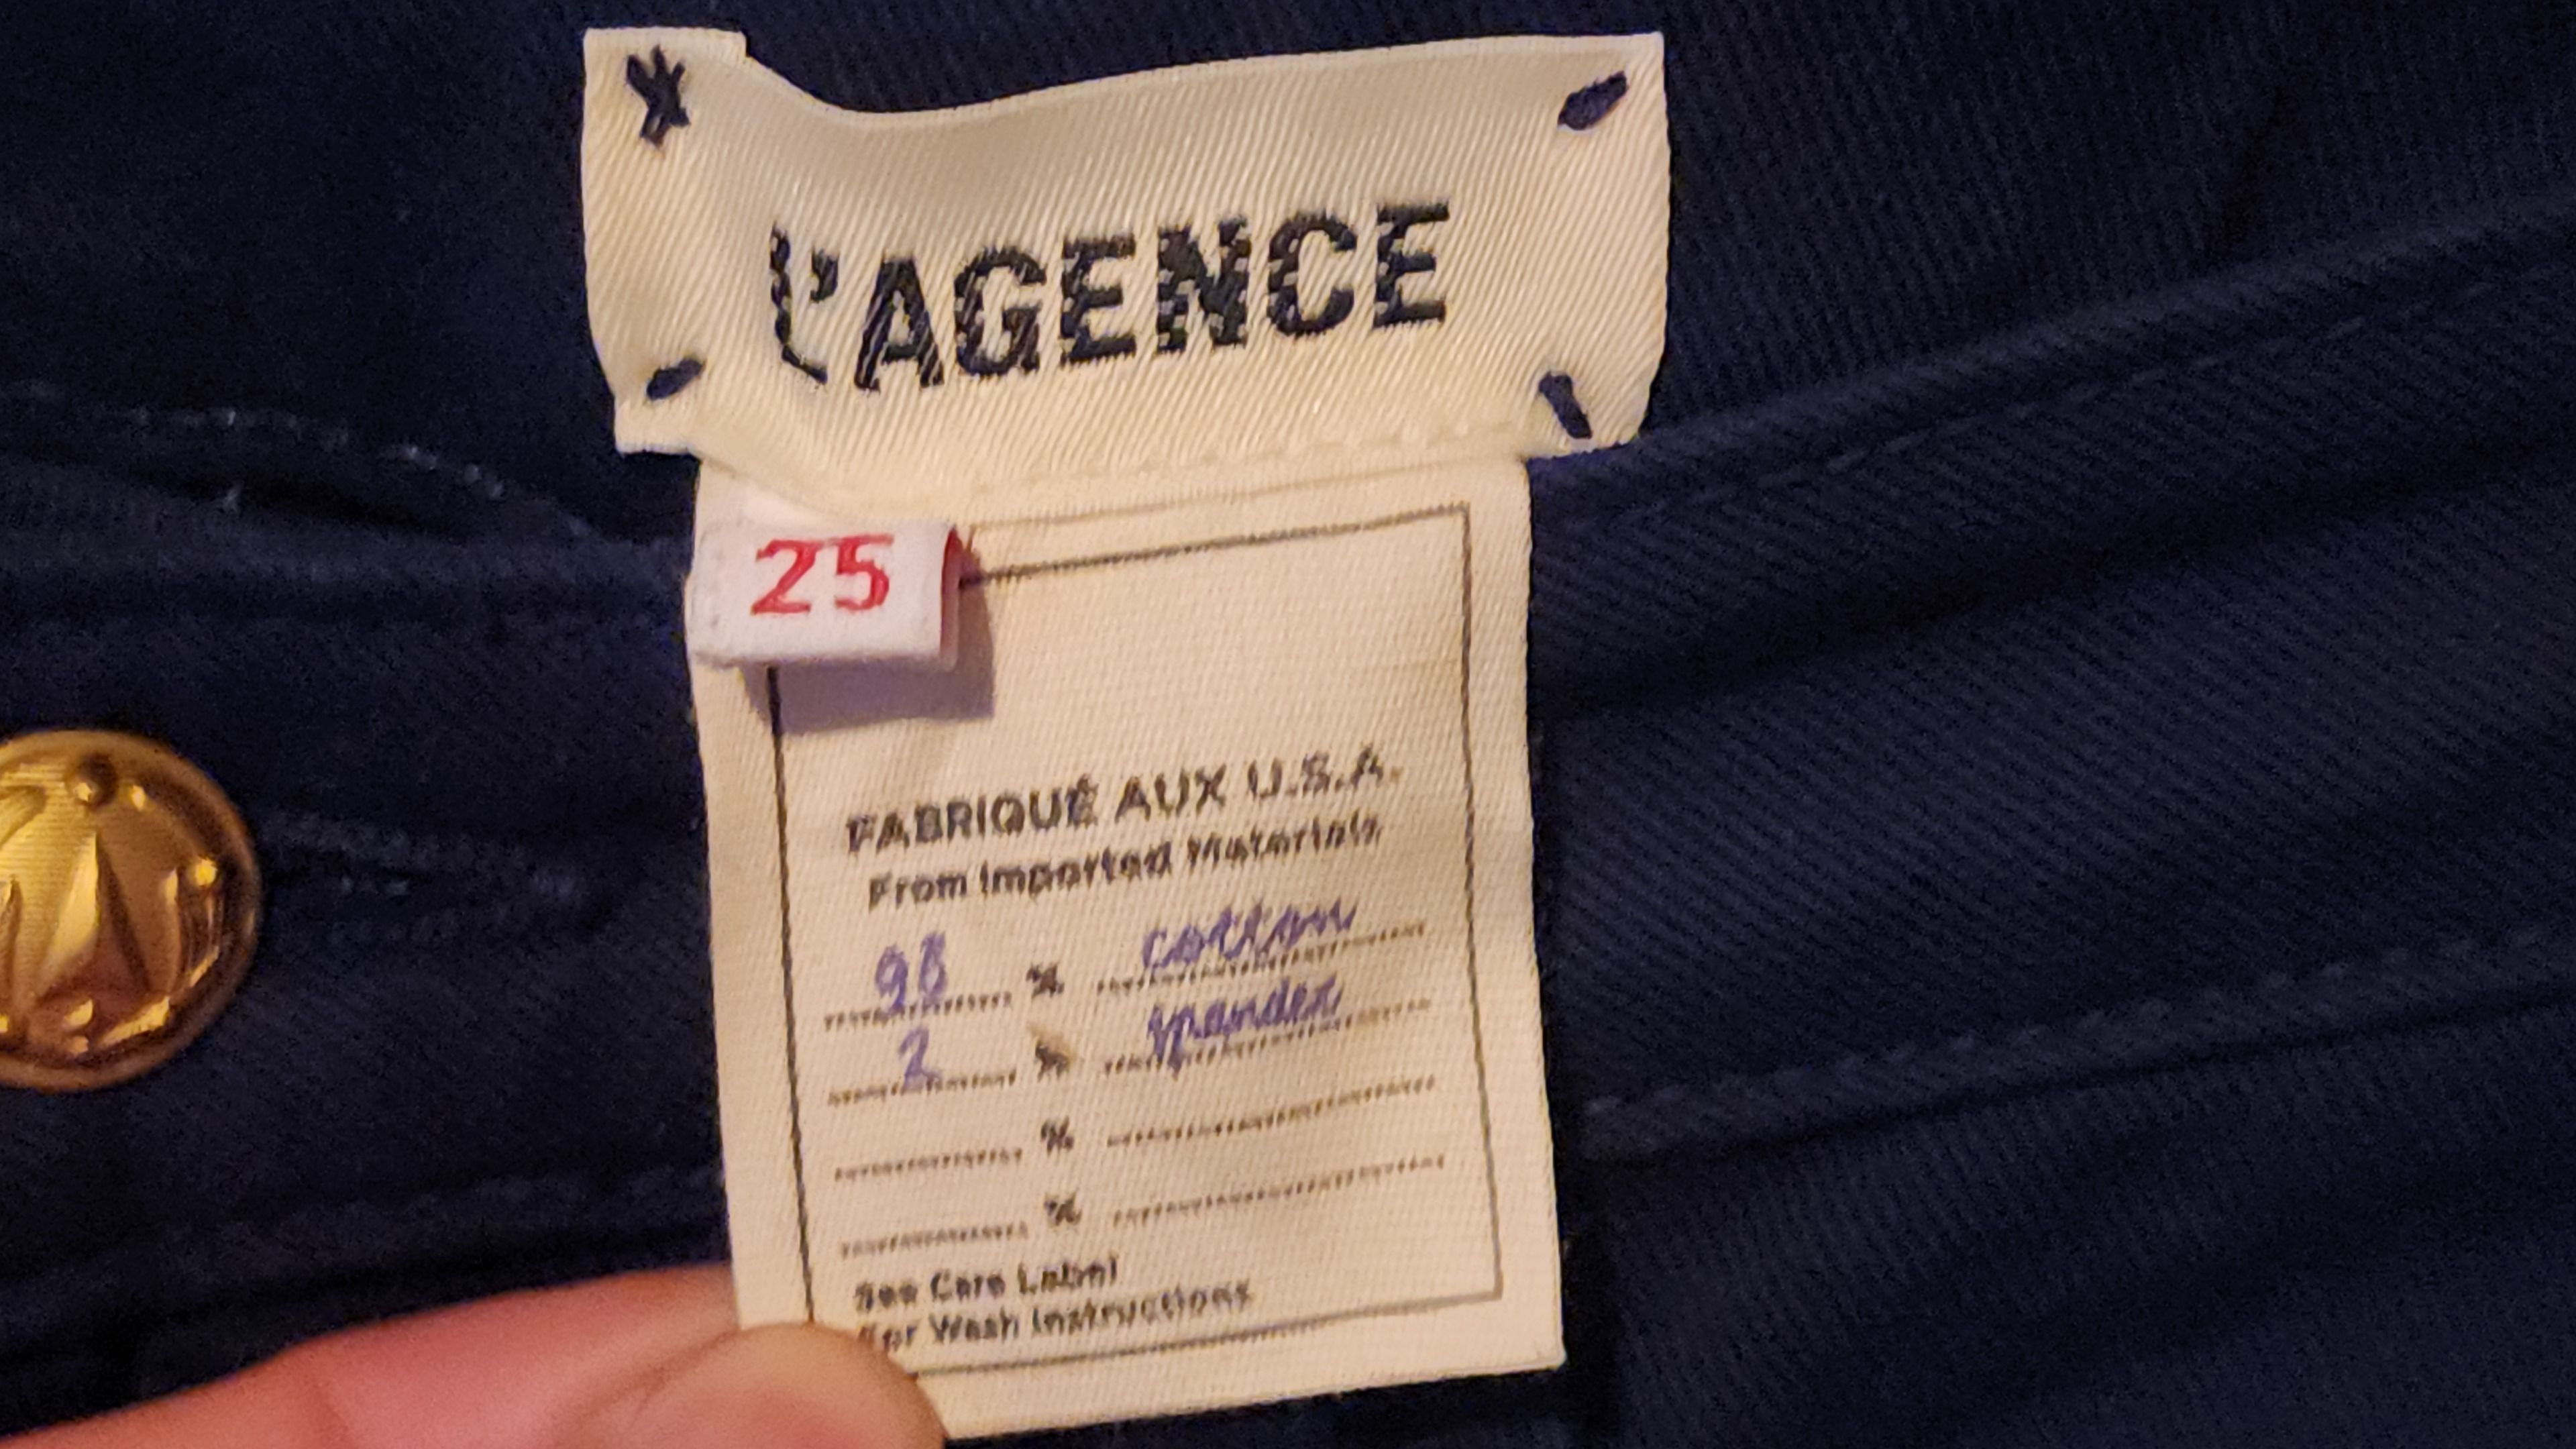 L'AGENCE
25
FABRIQUÉ AUX U.S.A.
From Imported Materials
98 % cotton
2 % spandex
%
%
See Care Label
For Wash Instructions